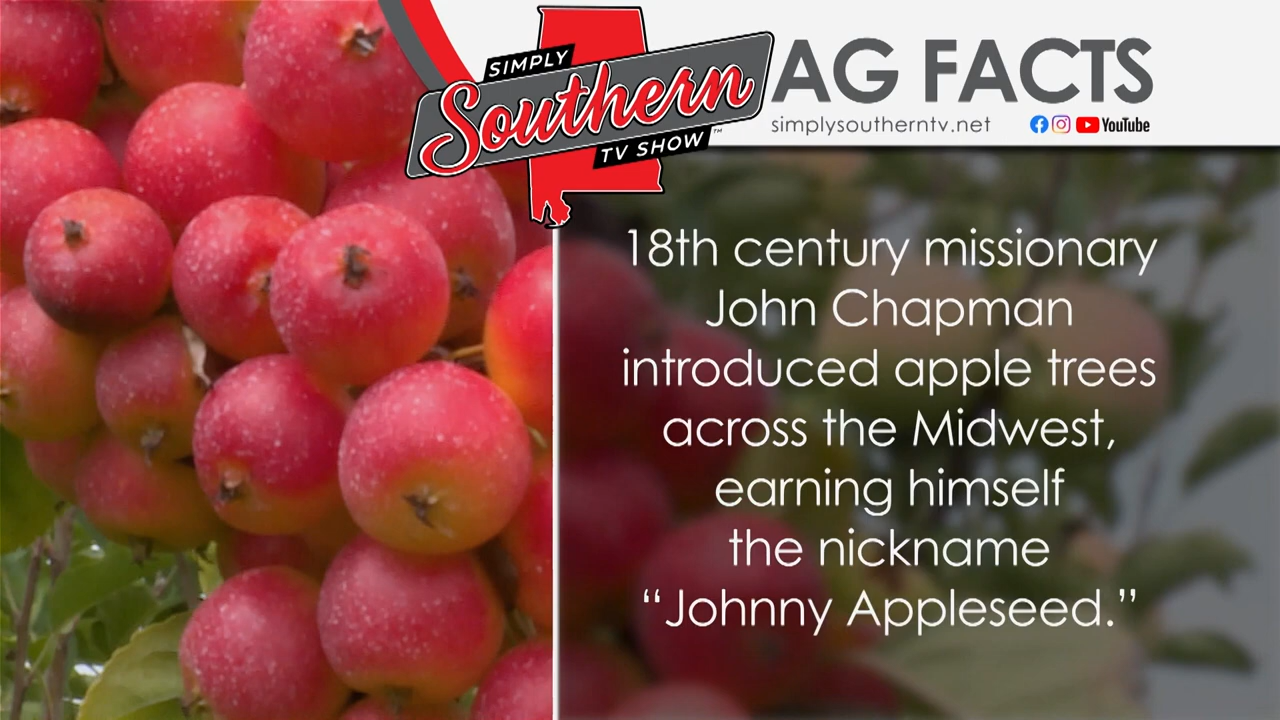 SIMPLY
Southern
TV SHOW™
AG FACTS
simplysoutherntv.net
YouTube
18th century missionary
John Chapman
introduced apple trees
across the Midwest,
earning himself
the nickname
“Johnny Appleseed.”